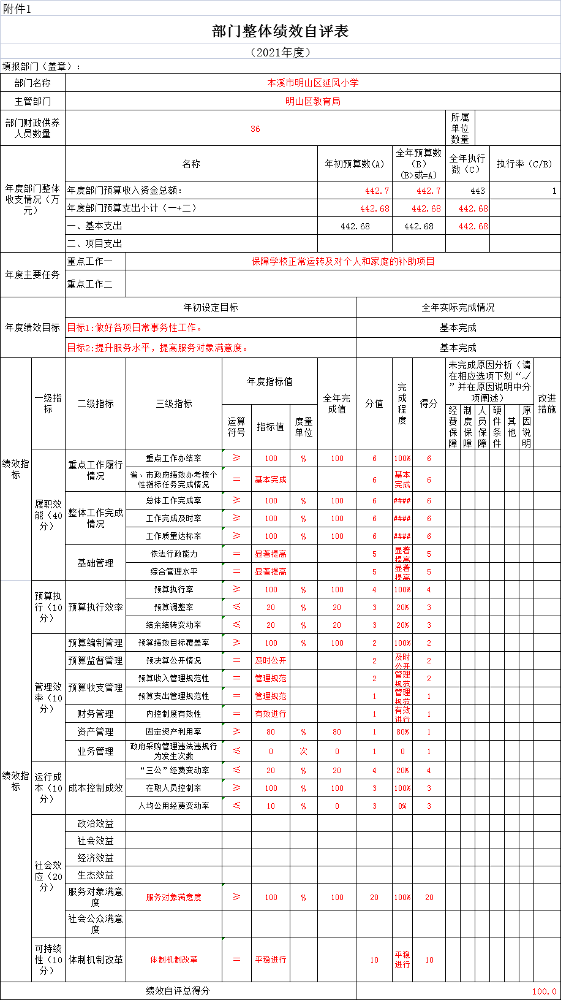 附件1
部门整体绩效自评表
（2021年度）
填报部门（盖章）:
部门名称
本溪市明山区延风小学
主管部门
明山区教育局
部门财政供养
人员数量
36
所属
单位
数量
年度部门整体
收支情况（万
元）
名称
年初预算数(A)
全年预算数
（B）
(B>或=A)
全年执行
数（C）
执行率（C/B）
年度部门预算收入资金总额:
442.7
442.7
443
1
年度部门预算支出小计（一+二）
442.68
442.68
442.68
一、基本支出
442.68
442.68
442.68
二、项目支出
年度主要任务
重点工作一
保障学校正常运转及对个人和家庭的补助项目
重点工作二
年度绩效目标
年初设定目标
全年实际完成情况
目标1:做好各项日常事务性工作。
基本完成
目标2:提升服务水平，提高服务对象满意度。
基本完成
绩效指
标
一级指
标
二级指标
三级指标
年度指标值
运算
符号
指标值
度量
单位
全年完
成值
分值
完
成
程
度
得分
未完成原因分析（请
在相应选项下划“√
”并在原因说明中分
项阐述）
经
费
保
障
制
度
保
障
人
员
保
障
硬
件
条
件
其
他
原
因
说
明
改进
措施
履职效
能（40
分）
重点工作履行
情况
重点工作办结率 ≥ 100 % 100 6 100% 6
省、市政府绩效办考核个
性指标任务完成情况
＝ 基本完成 6 基本
完成
6
整体工作完成
情况
总体工作完成率 ≥ 100 % 100 6 #### 6
工作完成及时率 ≥ 100 % 100 6 #### 6
工作质量达标率 ≥ 100 % 100 6 #### 6
基础管理
依法行政能力 ＝ 显著提高 5 显著
提高
5
综合管理水平 ＝ 显著提高 5 显著
提高
5
绩效指
标
预算执
行（10
分）
预算执行效率
预算执行率 ≥ 100 % 100 4 100% 4
预算调整率 ≤ 20 % 20 3 20% 3
结余结转变动率 ≤ 20 % 20 3 20% 3
管理效
率（10
分）
预算编制管理 预算绩效目标覆盖率 ≥ 100 % 100 2 100% 2
预算监督管理 预决算公开情况 ＝ 及时公开 2 及时
公开
2
预算收支管理
预算收入管理规范性 ＝ 管理规范 2 管理
规范
2
预算支出管理规范性 ＝ 管理规范 1 管理
规范
1
财务管理 内控制度有效性 ＝ 有效进行 1 有效
进行
1
资产管理 固定资产利用率 ≥ 80 % 80 1 80% 1
业务管理
政府采购管理违法违规行
为发生次数
≤ 0 次 0 1 0 1
运行成
本（10
分）
成本控制成效
“三公”经费变动率 ≤ 20 % 20 4 20% 4
在职人员控制率 ≥ 100 % 100 3 100% 3
人均公用经费变动率 ≤ 10 % 0 3 0% 3
社会效
应（20
分）
政治效益
社会效益
经济效益
生态效益
服务对象满意
度
服务对象满意度 ≥ 100 % 100 20 100% 20
社会公众满意
度
可持续
性（10
分）
体制机制改革 体制机制改革 ＝ 平稳进行 10 平稳
进行
10
绩效自评总得分
100.0